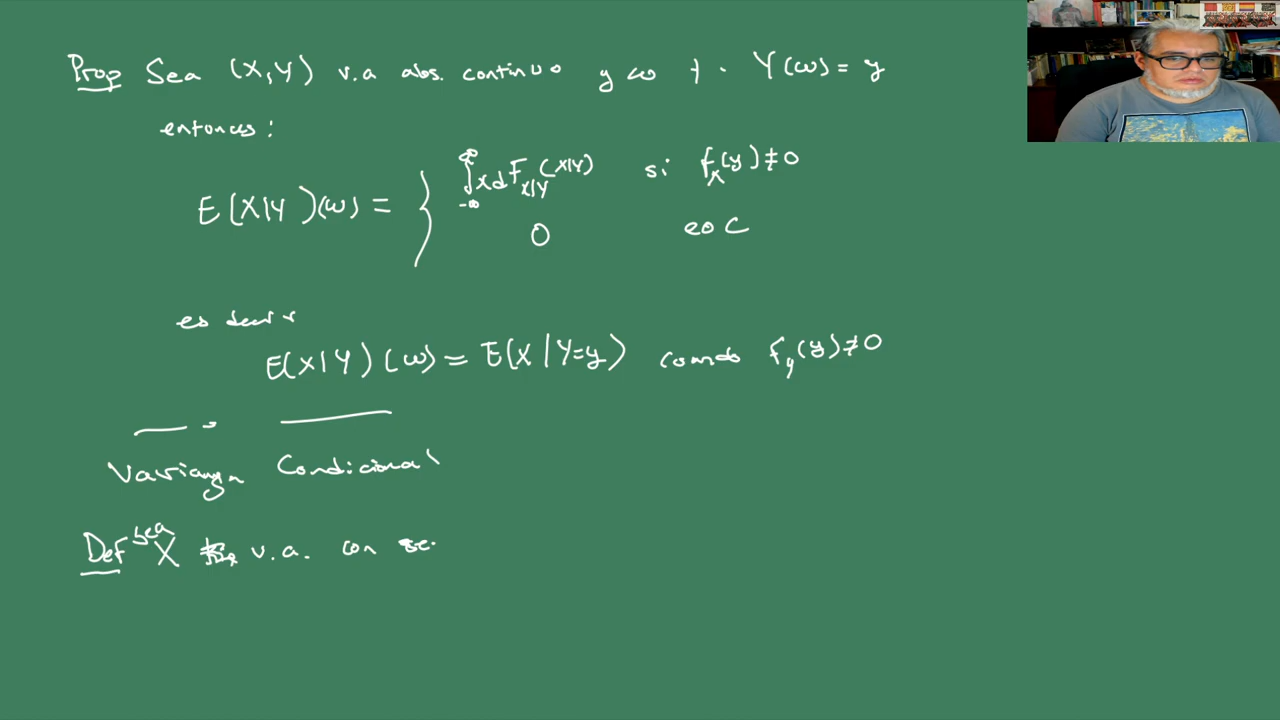 Prop Sea (X,Y) v.a abs. continuo y ω t. Y(ω) = y
entonces:
E(X|Y)(ω) = { ∫_{-∞}^{∞} x dF_{X|Y}(x|y) si f_x(y) ≠ 0
0 eoc
es decir
E(X|Y)(ω) = E(X|Y=y) cuando f_y(y) ≠ 0
Varianza Condicional
Def Sea X v.a. con